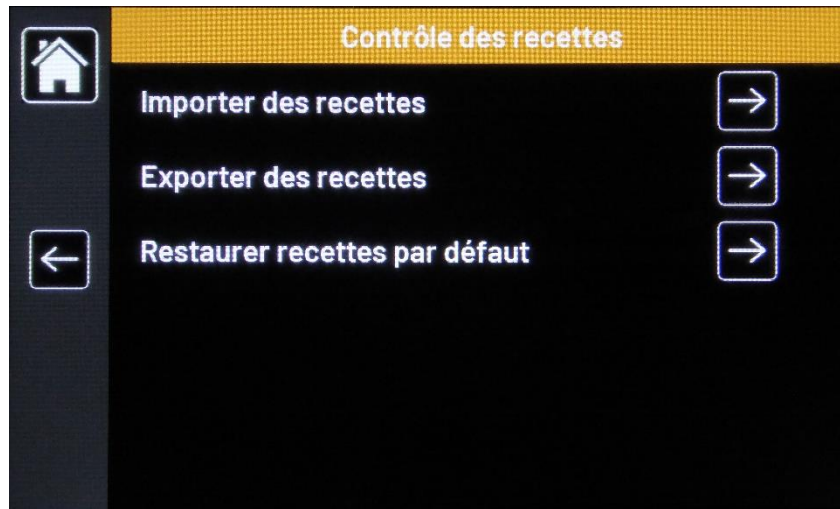 Contrôle des recettes
Importer des recettes
Exporter des recettes
Restaurer recettes par défaut